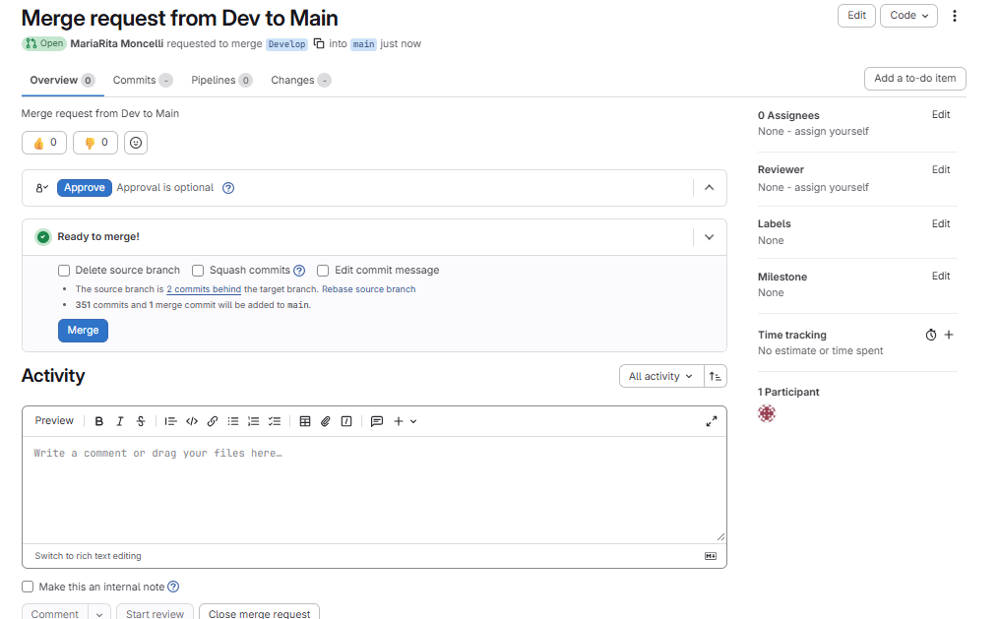 Merge request from Dev to Main
Edit
Code
Open MariaRita Moncelli requested to merge Develop into main just now
Overview 0 Commits - Pipelines 0 Changes -
Add a to-do item
Merge request from Dev to Main
0 0
Approve Approval is optional
Ready to merge!
Delete source branch Squash commits Edit commit message
• The source branch is 2 commits behind the target branch. Rebase source branch
• 351 commits and 1 merge commit will be added to main.
Merge
Activity
All activity
Preview
Write a comment or drag your files here…
Switch to rich text editing
Make this an internal note
Comment Start review Close merge request
0 Assignees Edit
None - assign yourself
Reviewer Edit
None - assign yourself
Labels Edit
None
Milestone Edit
None
Time tracking
No estimate or time spent
1 Participant